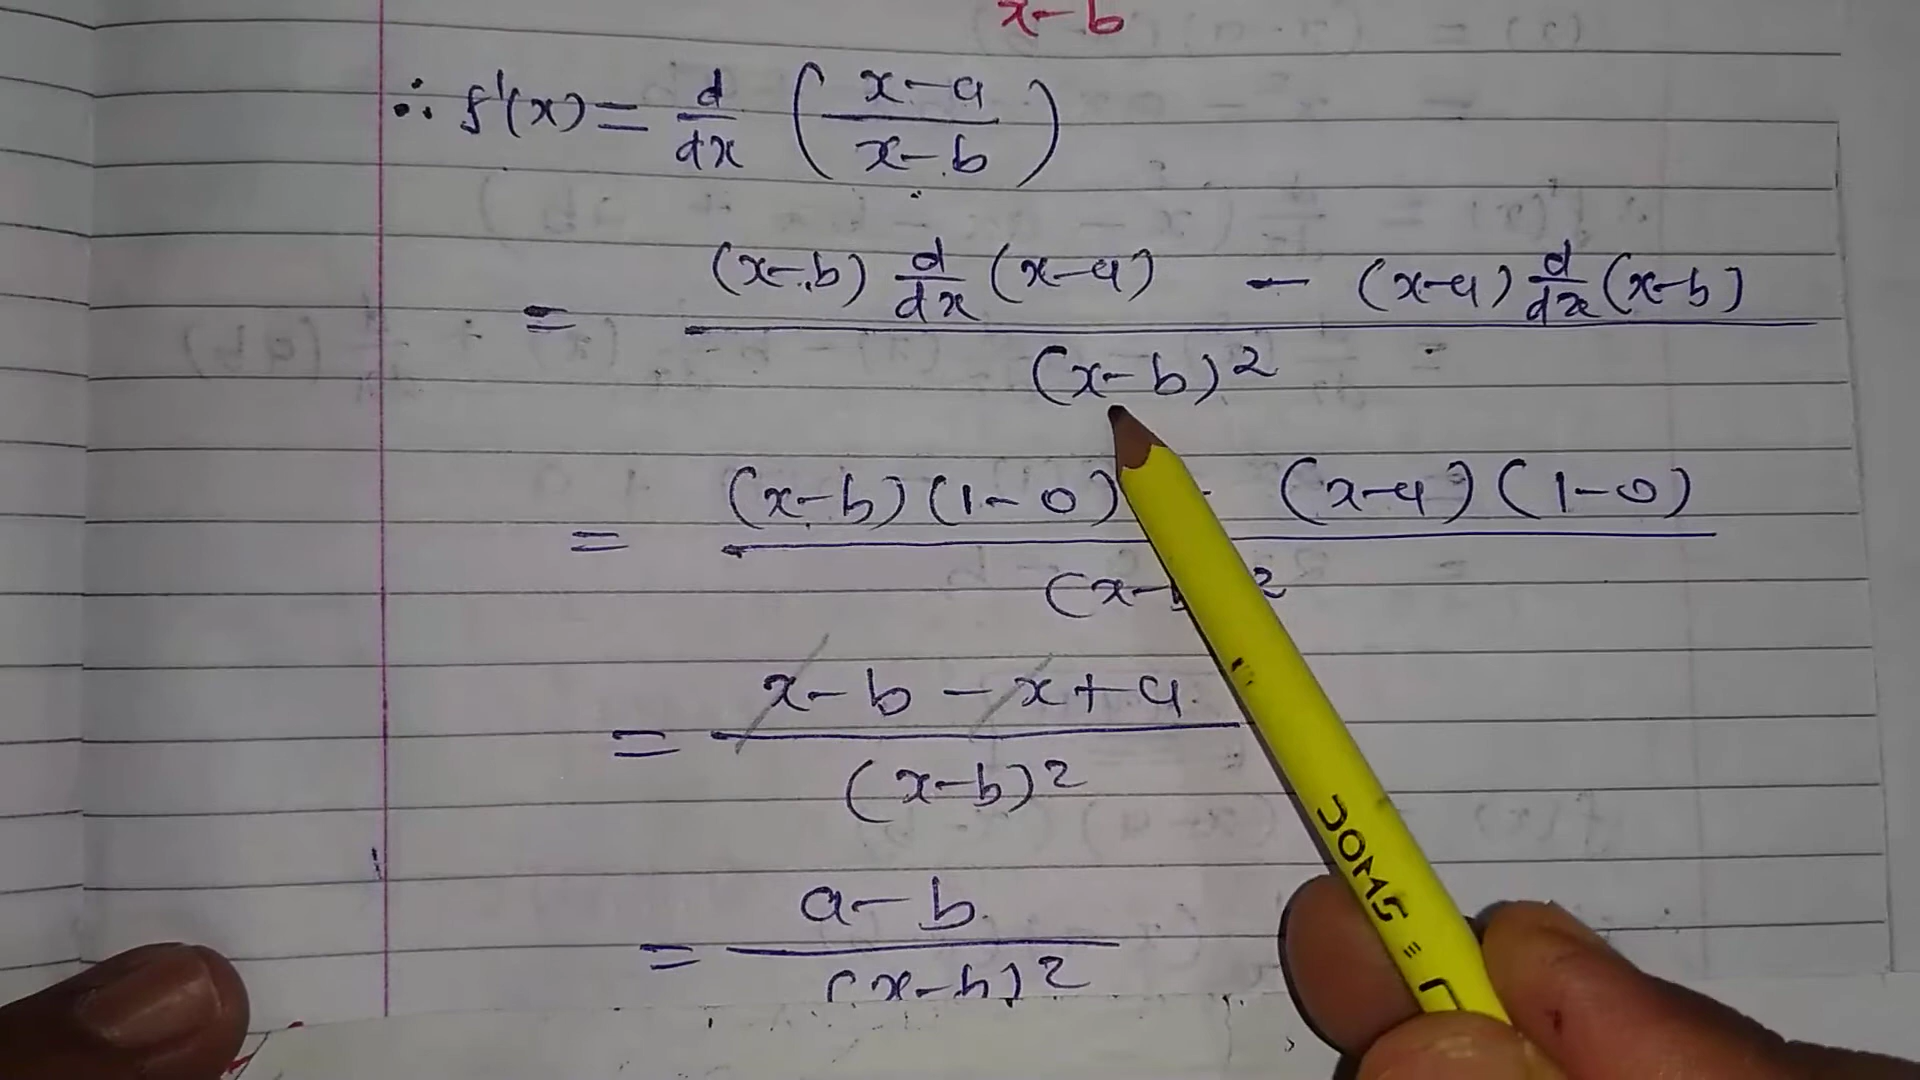 x-b
∴ f'(x) = d/dx ( x-a / x-b )
= (x-b) d/dx (x-a) - (x-a) d/dx (x-b) / (x-b)²
= (x-b) (1-0) - (x-a) (1-0) / (x- ²
= x-b-x+a / (x-b)²
= a-b / (x-b)²
DOMS